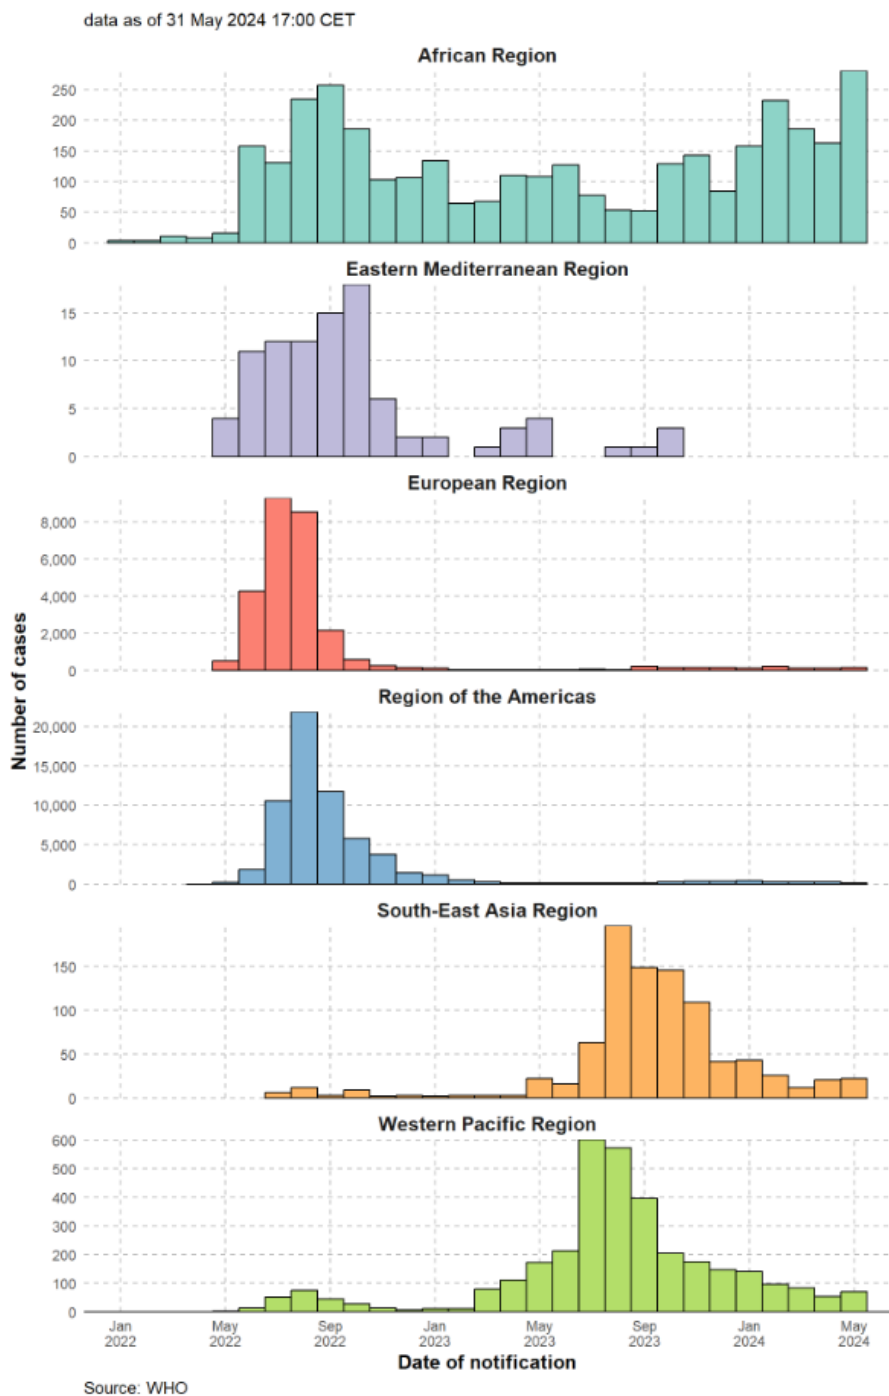 data as of 31 May 2024 17:00 CET
African Region
250
200
150
100
50
0
Eastern Mediterranean Region
15
10
5
0
European Region
8,000
6,000
4,000
2,000
0
Number of cases
Region of the Americas
20,000
15,000
10,000
5,000
0
South-East Asia Region
150
100
50
0
Western Pacific Region
600
500
400
300
200
100
0
Jan May Sep Jan May Sep Jan May
2022 2022 2022 2023 2023 2023 2024 2024
Date of notification
Source: WHO